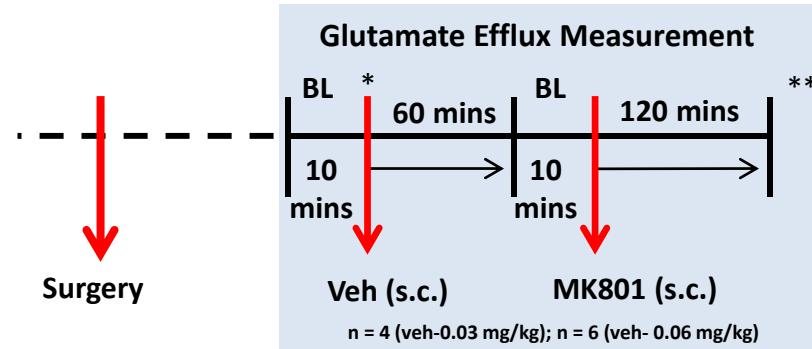 Glutamate Efflux Measurement
BL * BL **
60 mins 120 mins
10 10
mins mins
Surgery Veh (s.c.) MK801 (s.c.)
n = 4 (veh-0.03 mg/kg); n = 6 (veh- 0.06 mg/kg)